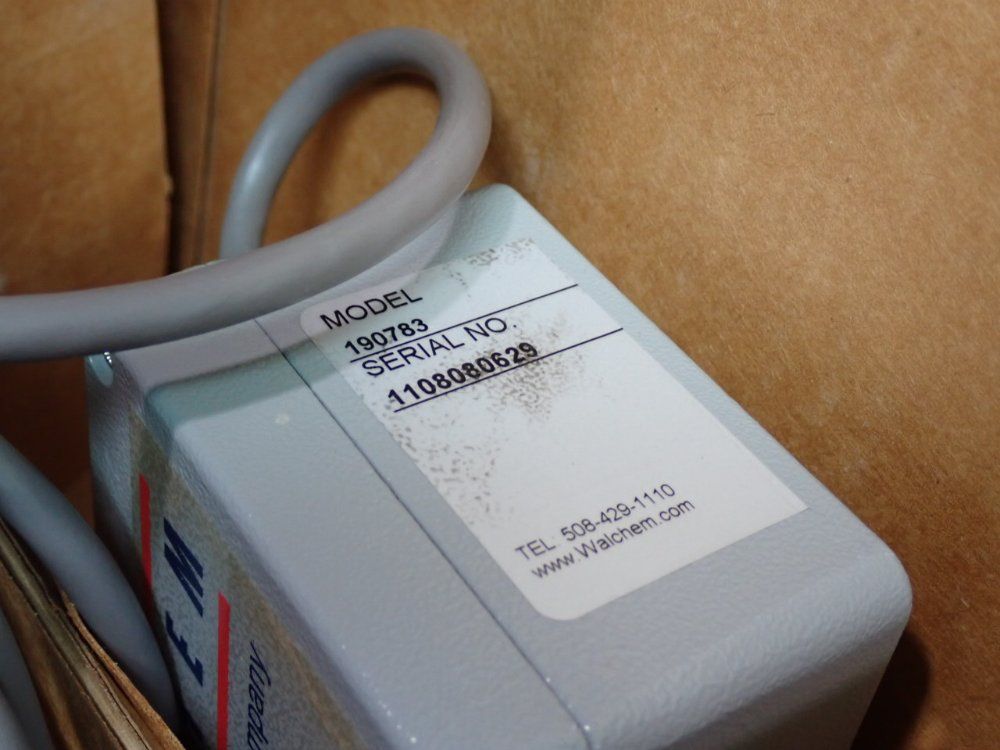 MODEL
190783
SERIAL NO.
1108080629
TEL: 508-429-1110
www.Walchem.com